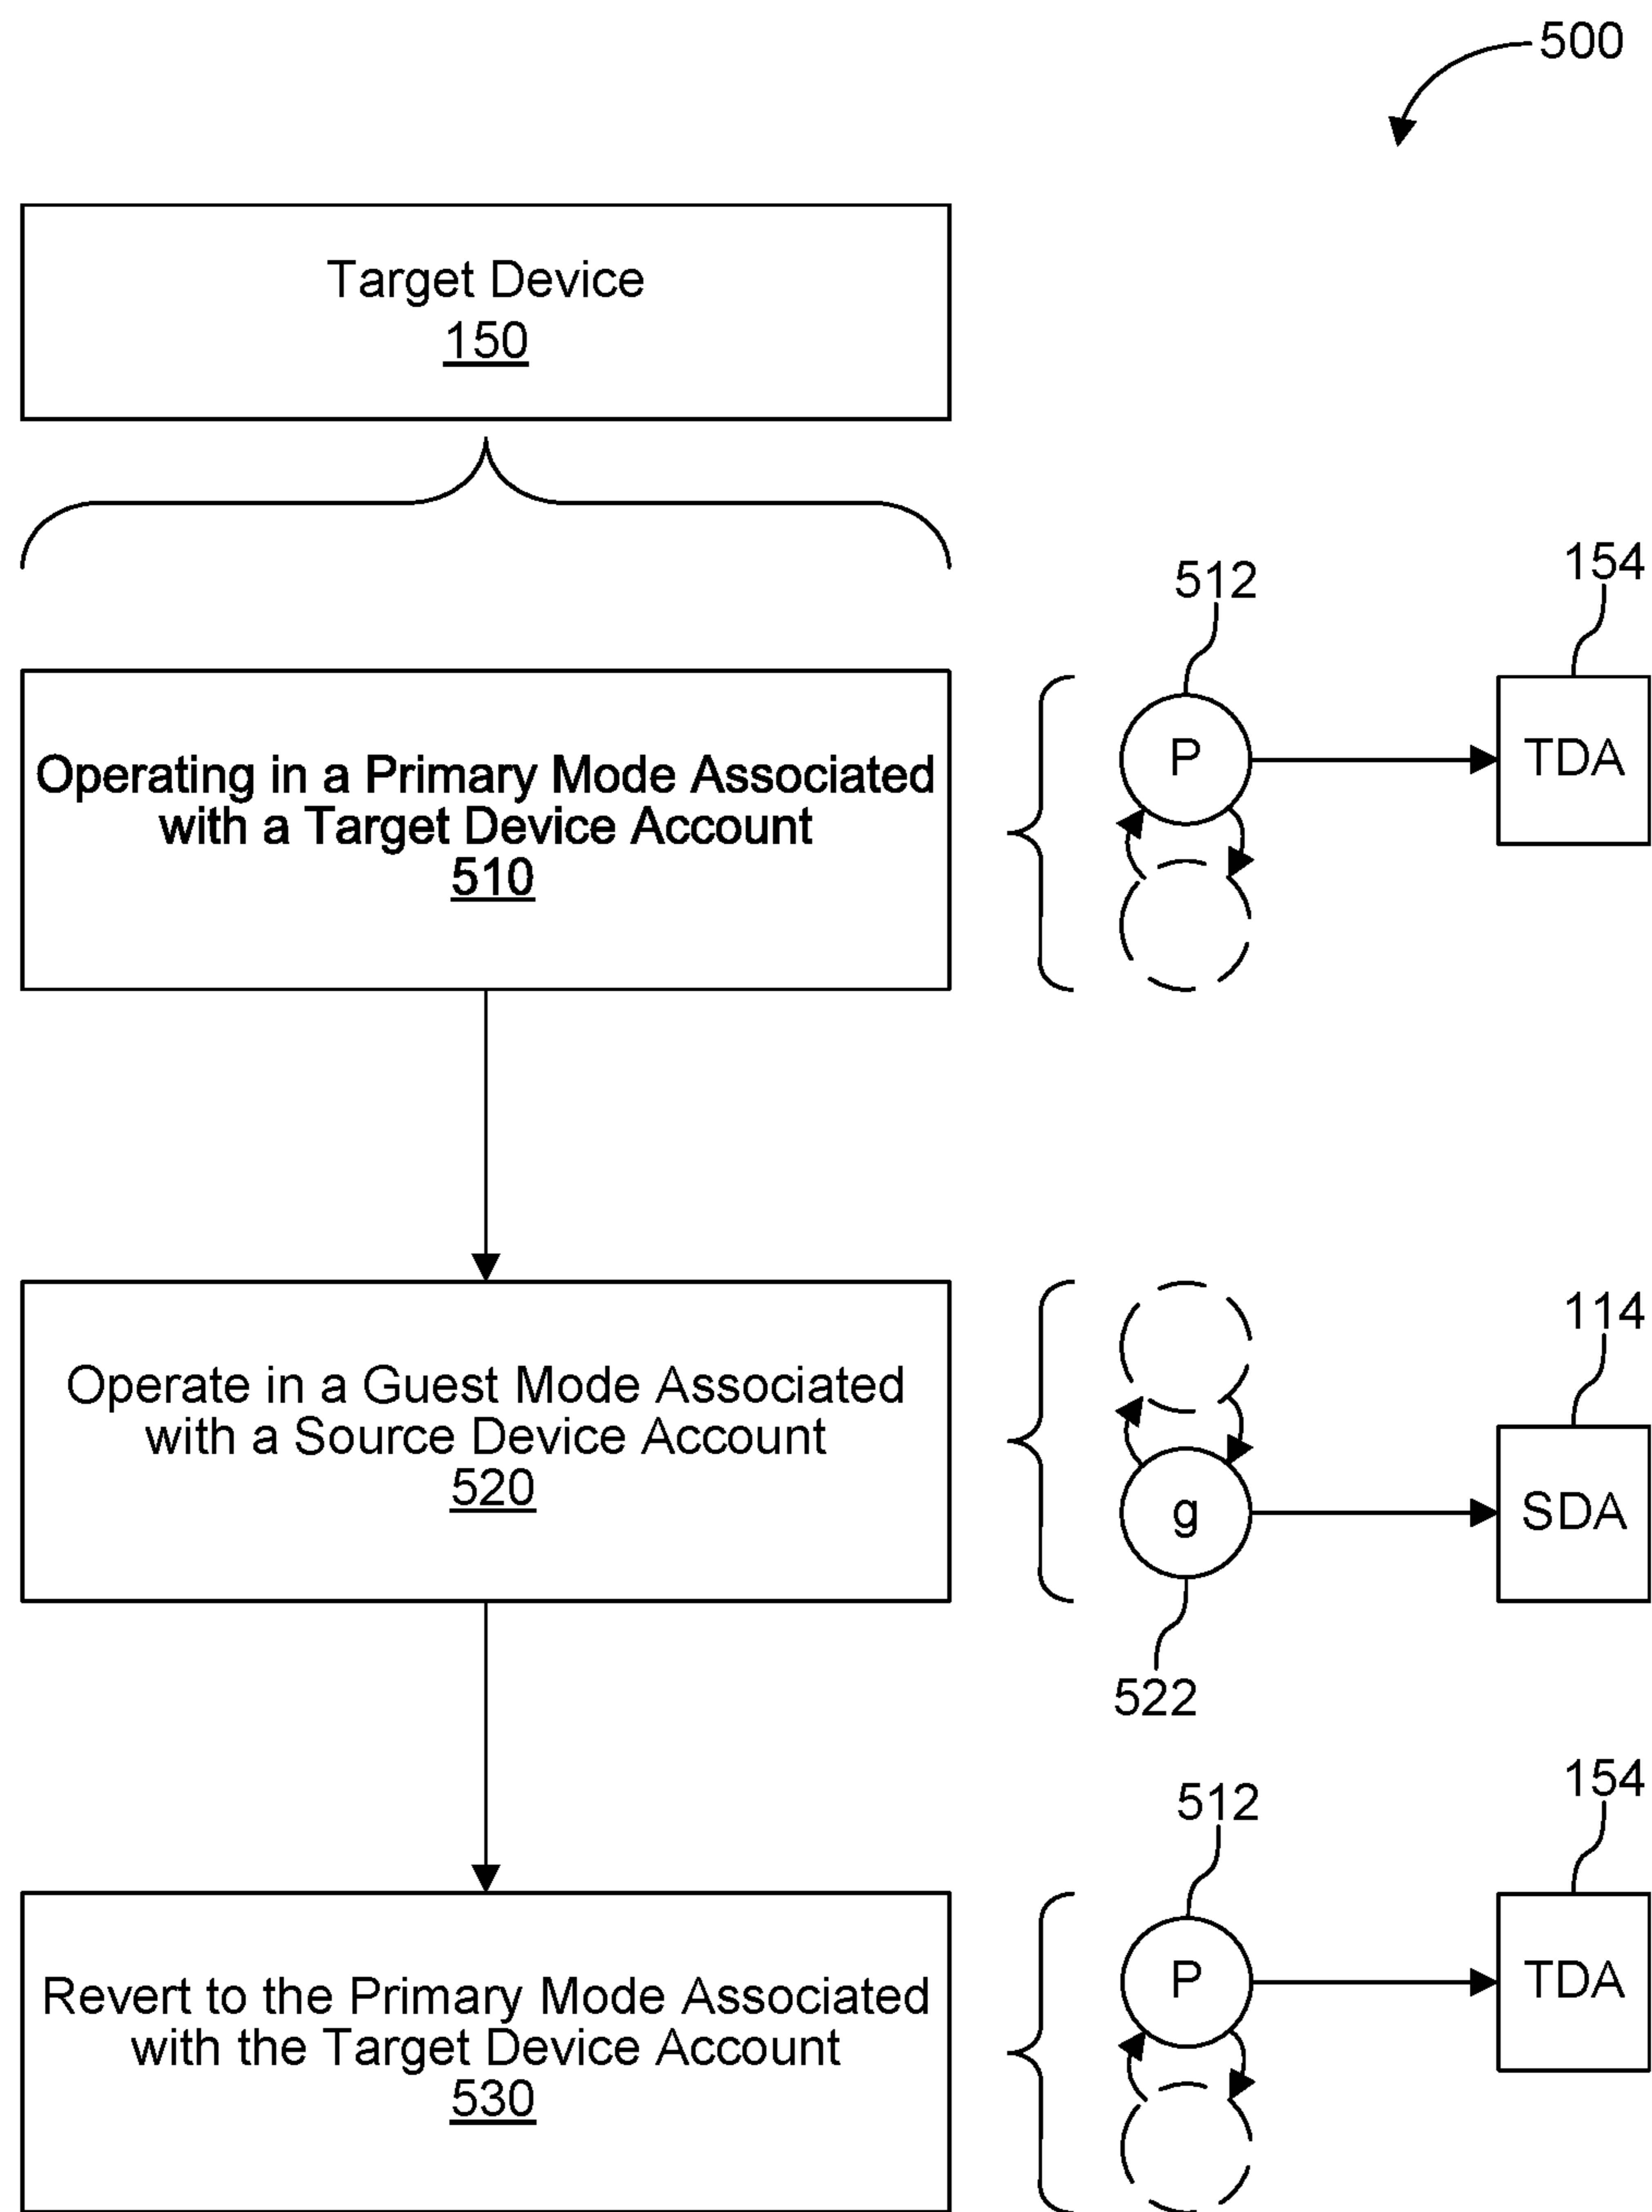 500
Target Device
150
512
154
Operating in a Primary Mode Associated
with a Target Device Account
510
P
TDA
114
Operate in a Guest Mode Associated
with a Source Device Account
520
g
SDA
522
512
154
Revert to the Primary Mode Associated
with the Target Device Account
530
P
TDA